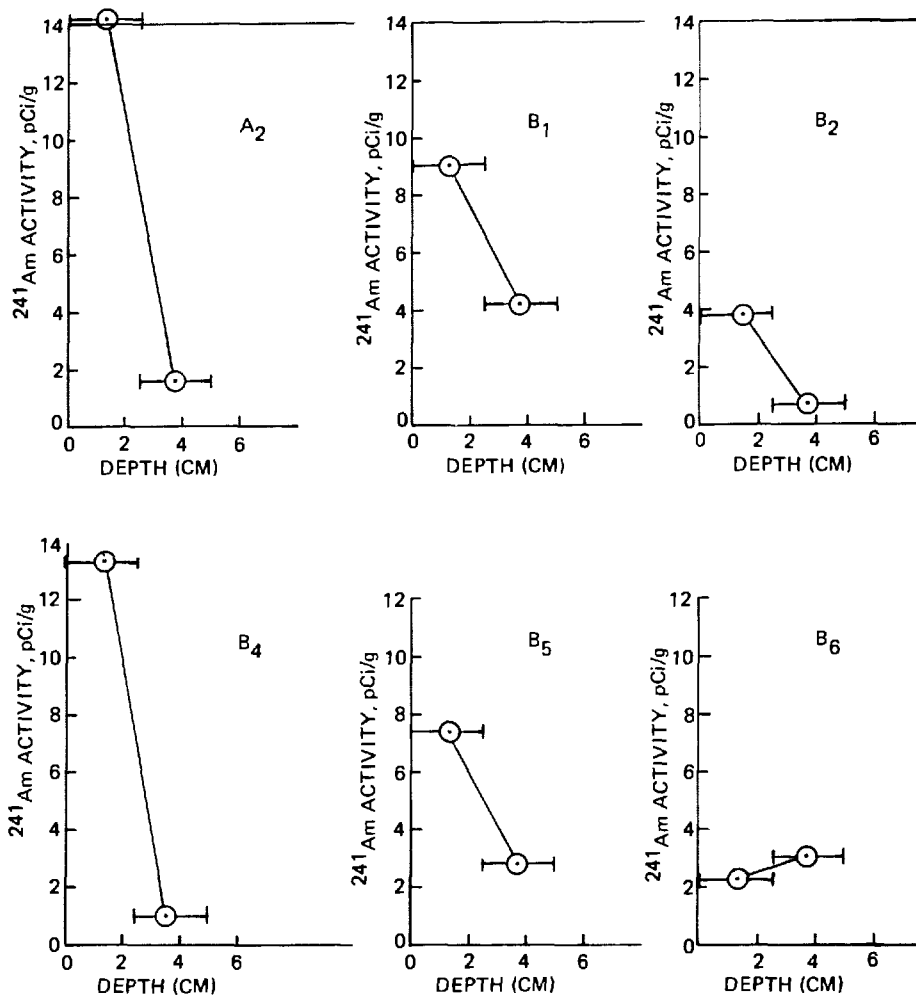 14
12
10
8
6
4
2
0
²⁴¹Am ACTIVITY, pCi/g
A₂
0 2 4 6
DEPTH (CM)
14
12
10
8
6
4
2
0
²⁴¹Am ACTIVITY, pCi/g
B₁
0 2 4 6
DEPTH (CM)
14
12
10
8
6
4
2
0
²⁴¹Am ACTIVITY, pCi/g
B₂
0 2 4 6
DEPTH (CM)
14
12
10
8
6
4
2
0
²⁴¹Am ACTIVITY, pCi/g
B₄
0 2 4 6
DEPTH (CM)
12
10
8
6
4
2
0
²⁴¹Am ACTIVITY, pCi/g
B₅
0 2 4 6
DEPTH (CM)
12
10
8
6
4
2
0
²⁴¹Am ACTIVITY, pCi/g
B₆
0 2 4 6
DEPTH (CM)